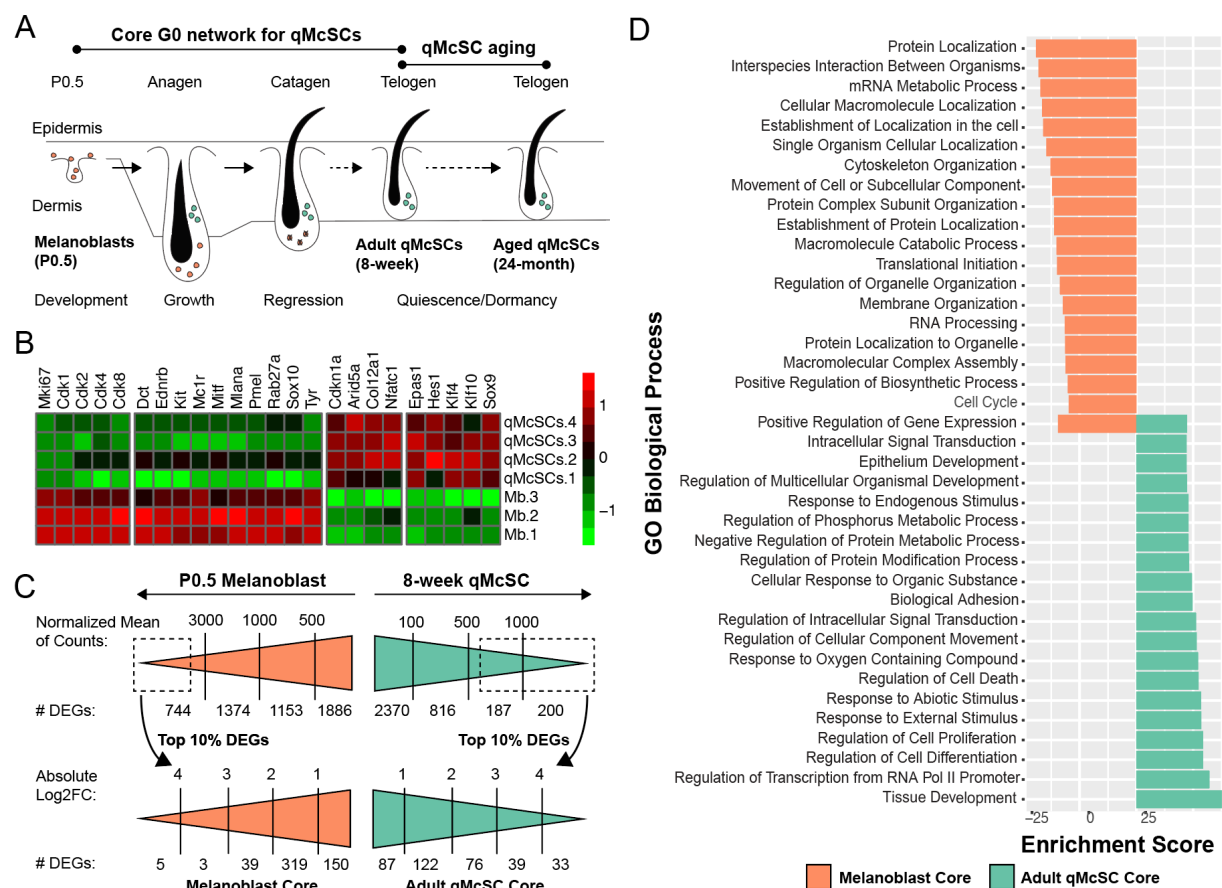 A
Core G0 network for qMcSCs
qMcSC aging
P0.5
Anagen
Catagen
Telogen
Telogen
Epidermis
Dermis
Melanoblasts
(P0.5)
Adult qMcSCs
(8-week)
Aged qMcSCs
(24-month)
Development
Growth
Regression
Quiescence/Dormancy
B
Mki67
Cdk1
Cdk2
Cdk4
Cdk8
Dct
Ednrb
Kit
Mc1r
Mitf
Mlana
Pmel
Rab27a
Sox10
Tyr
Cdkn1a
Arid5a
Col12a1
Nfatc1
Epas1
Hes1
Klf4
Klf10
Sox9
qMcSCs.4
qMcSCs.3
qMcSCs.2
qMcSCs.1
Mb.3
Mb.2
Mb.1
1
0
−1
C
P0.5 Melanoblast
8-week qMcSC
Normalized Mean
of Counts:
3000 1000 500
100 500 1000
# DEGs:
744 1374 1153 1886
2370 816 187 200
Top 10% DEGs
Top 10% DEGs
Absolute
Log2FC:
4 3 2 1
1 2 3 4
# DEGs:
5 3 39 319 150
87 122 76 39 33
Melanoblast Core
Adult qMcSC Core
D
GO Biological Process
Protein Localization
Interspecies Interaction Between Organisms
mRNA Metabolic Process
Cellular Macromolecule Localization
Establishment of Localization in the cell
Single Organism Cellular Localization
Cytoskeleton Organization
Movement of Cell or Subcellular Component
Protein Complex Subunit Organization
Establishment of Protein Localization
Macromolecule Catabolic Process
Translational Initiation
Regulation of Organelle Organization
Membrane Organization
RNA Processing
Protein Localization to Organelle
Macromolecular Complex Assembly
Positive Regulation of Biosynthetic Process
Cell Cycle
Positive Regulation of Gene Expression
Intracellular Signal Transduction
Epithelium Development
Regulation of Multicellular Organismal Development
Response to Endogenous Stimulus
Regulation of Phosphorus Metabolic Process
Negative Regulation of Protein Metabolic Process
Regulation of Protein Modification Process
Cellular Response to Organic Substance
Biological Adhesion
Regulation of Intracellular Signal Transduction
Regulation of Cellular Component Movement
Response to Oxygen Containing Compound
Regulation of Cell Death
Response to Abiotic Stimulus
Response to External Stimulus
Regulation of Cell Proliferation
Regulation of Cell Differentiation
Regulation of Transcription from RNA Pol II Promoter
Tissue Development
−25 0 25
Enrichment Score
Melanoblast Core
Adult qMcSC Core